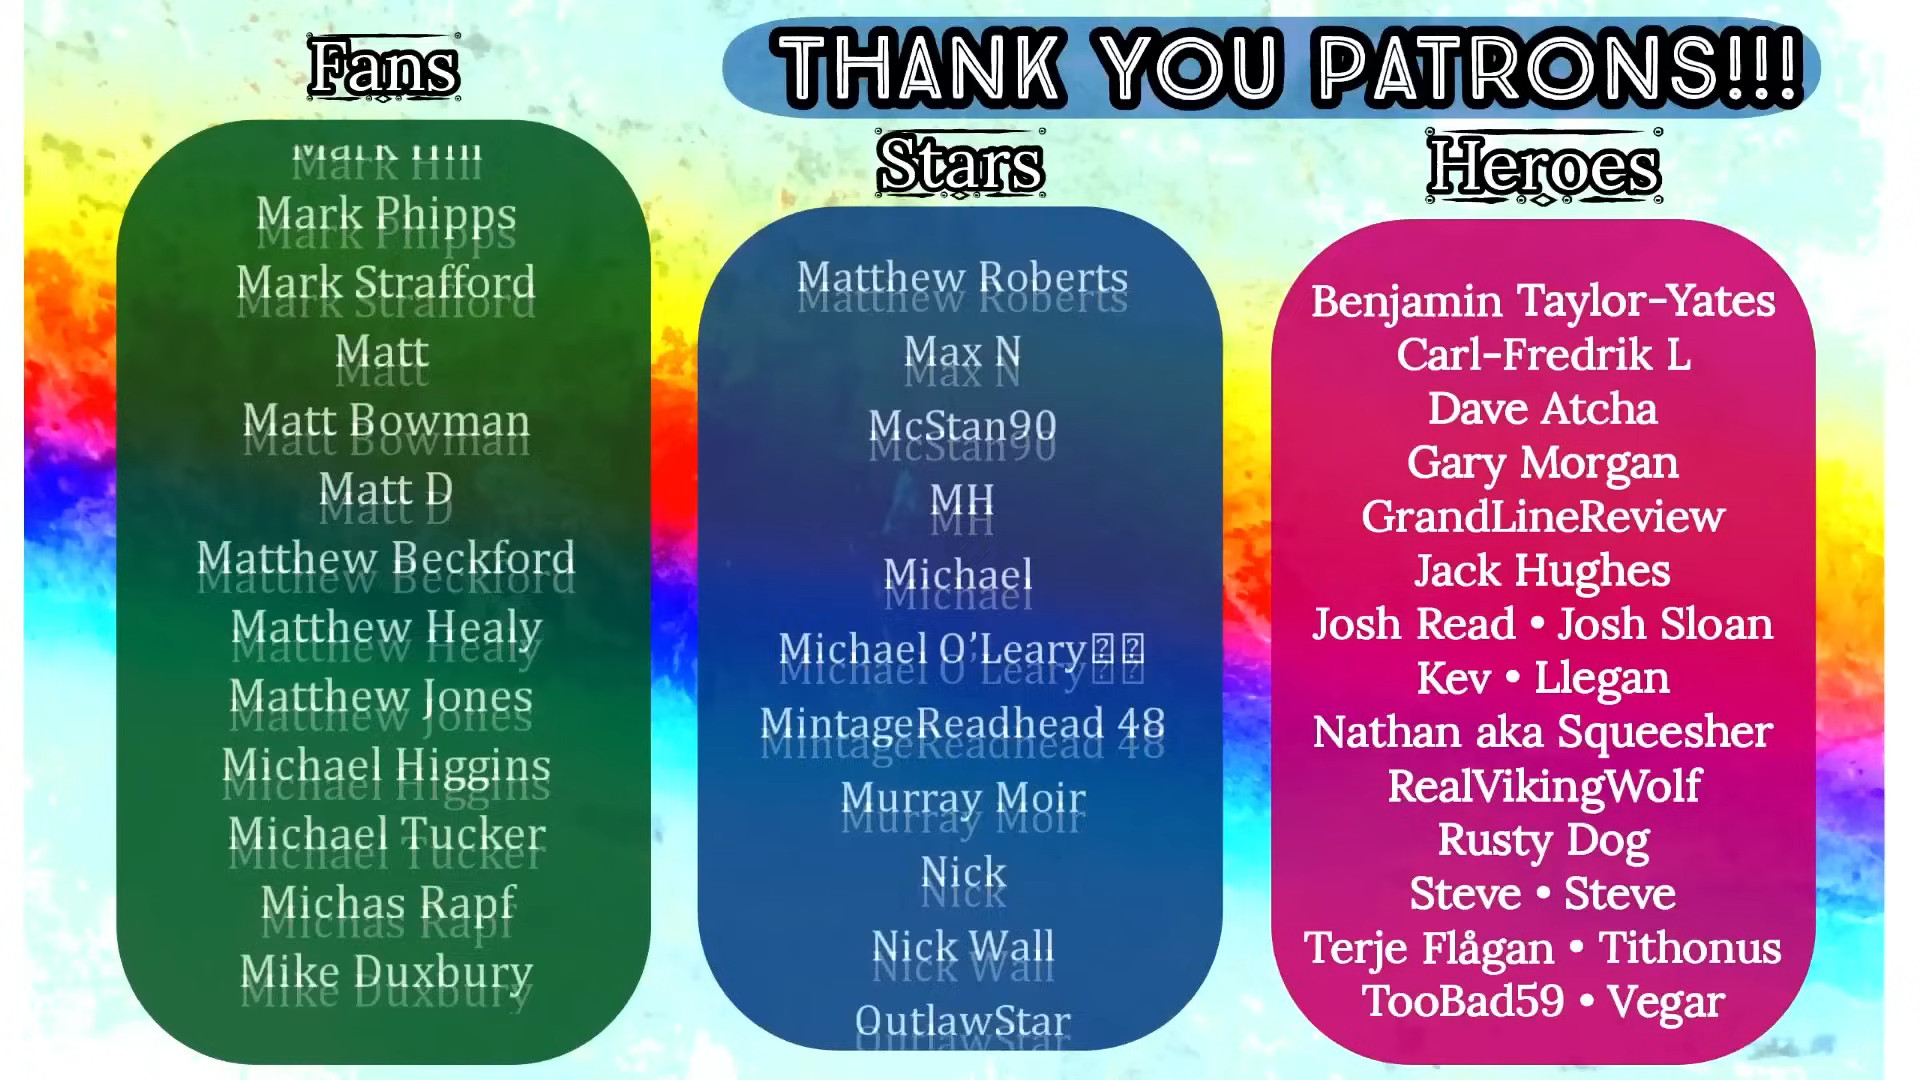 THANK YOU PATRONS!!!
Fans
Mark Hill
Mark Phipps
Mark Strafford
Matt
Matt Bowman
Matt D
Matthew Beckford
Matthew Healy
Matthew Jones
Michael Higgins
Michael Tucker
Michas Rapf
Mike Duxbury
Stars
Matthew Roberts
Max N
McStan90
MH
Michael
Michael O’Leary
MintageReadhead 48
Murray Moir
Nick
Nick Wall
OutlawStar
Heroes
Benjamin Taylor-Yates
Carl-Fredrik L
Dave Atcha
Gary Morgan
GrandLineReview
Jack Hughes
Josh Read • Josh Sloan
Kev • Llegan
Nathan aka Squeesher
RealVikingWolf
Rusty Dog
Steve • Steve
Terje Flågan • Tithonus
TooBad59 • Vegar